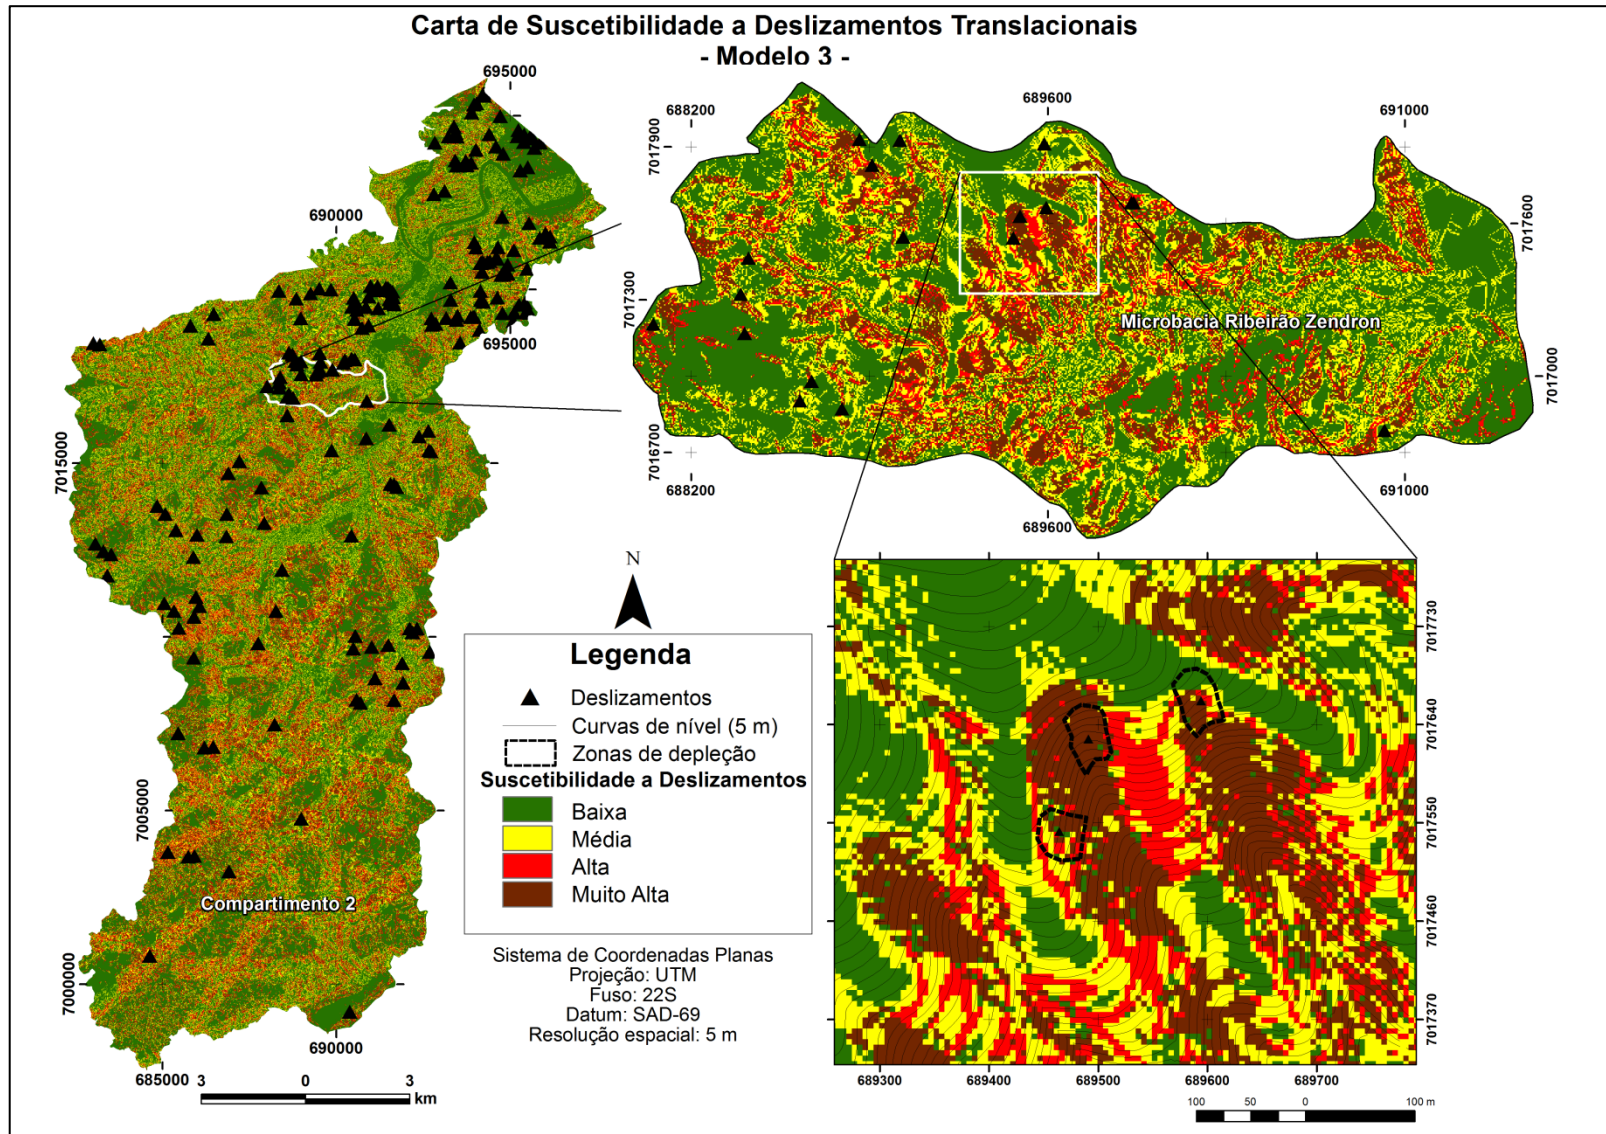 Carta de Suscetibilidade a Deslizamentos Translacionais
- Modelo 3 -
695000
690000
7015000
7005000
7000000
685000
690000
695000
Compartimento 2
3 0 3
km
688200
689600
691000
7017900
7017600
7017300
7017000
7016700
688200
689600
691000
Microbacia Ribeirão Zendron
N
Legenda
Deslizamentos
Curvas de nível (5 m)
Zonas de depleção
Suscetibilidade a Deslizamentos
Baixa
Média
Alta
Muito Alta
Sistema de Coordenadas Planas
Projeção: UTM
Fuso: 22S
Datum: SAD-69
Resolução espacial: 5 m
7017730
7017640
7017550
7017460
7017370
689300 689400 689500 689600 689700
100 50 0 100 m